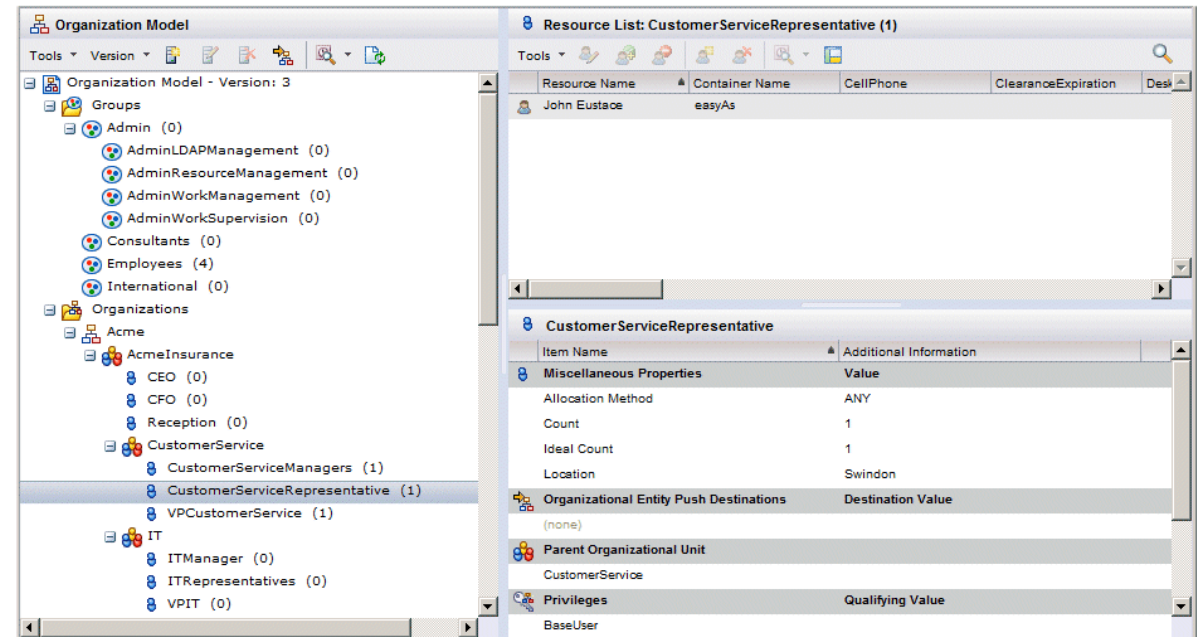 Organization Model
Tools Version
Organization Model - Version: 3
Groups
Admin (0)
AdminLDAPManagement (0)
AdminResourceManagement (0)
AdminWorkManagement (0)
AdminWorkSupervision (0)
Consultants (0)
Employees (4)
International (0)
Organizations
Acme
AcmeInsurance
CEO (0)
CFO (0)
Reception (0)
CustomerService
CustomerServiceManagers (1)
CustomerServiceRepresentative (1)
VPCustomerService (1)
IT
ITManager (0)
ITRepresentatives (0)
VPIT (0)
Resource List: CustomerServiceRepresentative (1)
Tools
Resource Name Container Name CellPhone ClearanceExpiration Desk
John Eustace easyAs
CustomerServiceRepresentative
Item Name Additional Information
Miscellaneous Properties Value
Allocation Method ANY
Count 1
Ideal Count 1
Location Swindon
Organizational Entity Push Destinations Destination Value
(none)
Parent Organizational Unit
CustomerService
Privileges Qualifying Value
BaseUser